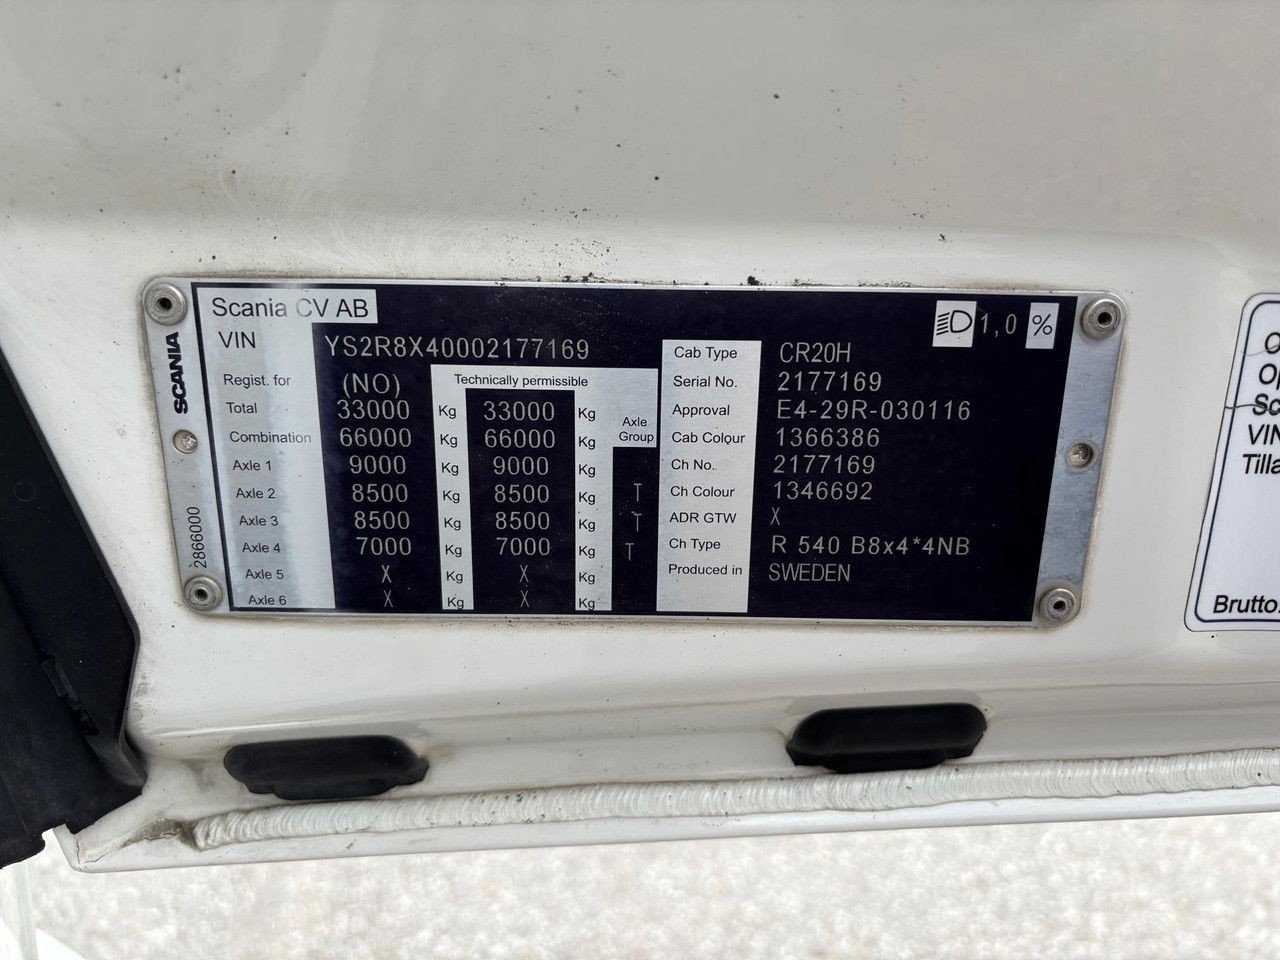 Scania CV AB
1,0 %
VIN YS2R8X40002177169
Regist. for (NO) Technically permissible
Total 33000 Kg 33000 Kg Axle Group
Combination 66000 Kg 66000 Kg
Axle 1 9000 Kg 9000 Kg
Axle 2 8500 Kg 8500 Kg T
Axle 3 8500 Kg 8500 Kg T
Axle 4 7000 Kg 7000 Kg T
Axle 5 X Kg X Kg
Axle 6 X Kg X Kg
Cab Type CR20H
Serial No. 2177169
Approval E4-29R-030116
Cab Colour 1366386
Ch No. 2177169
Ch Colour 1346692
ADR GTW X
Ch Type R 540 B8x4*4NB
Produced in SWEDEN
SCANIA
2866000
VIN
Brutto